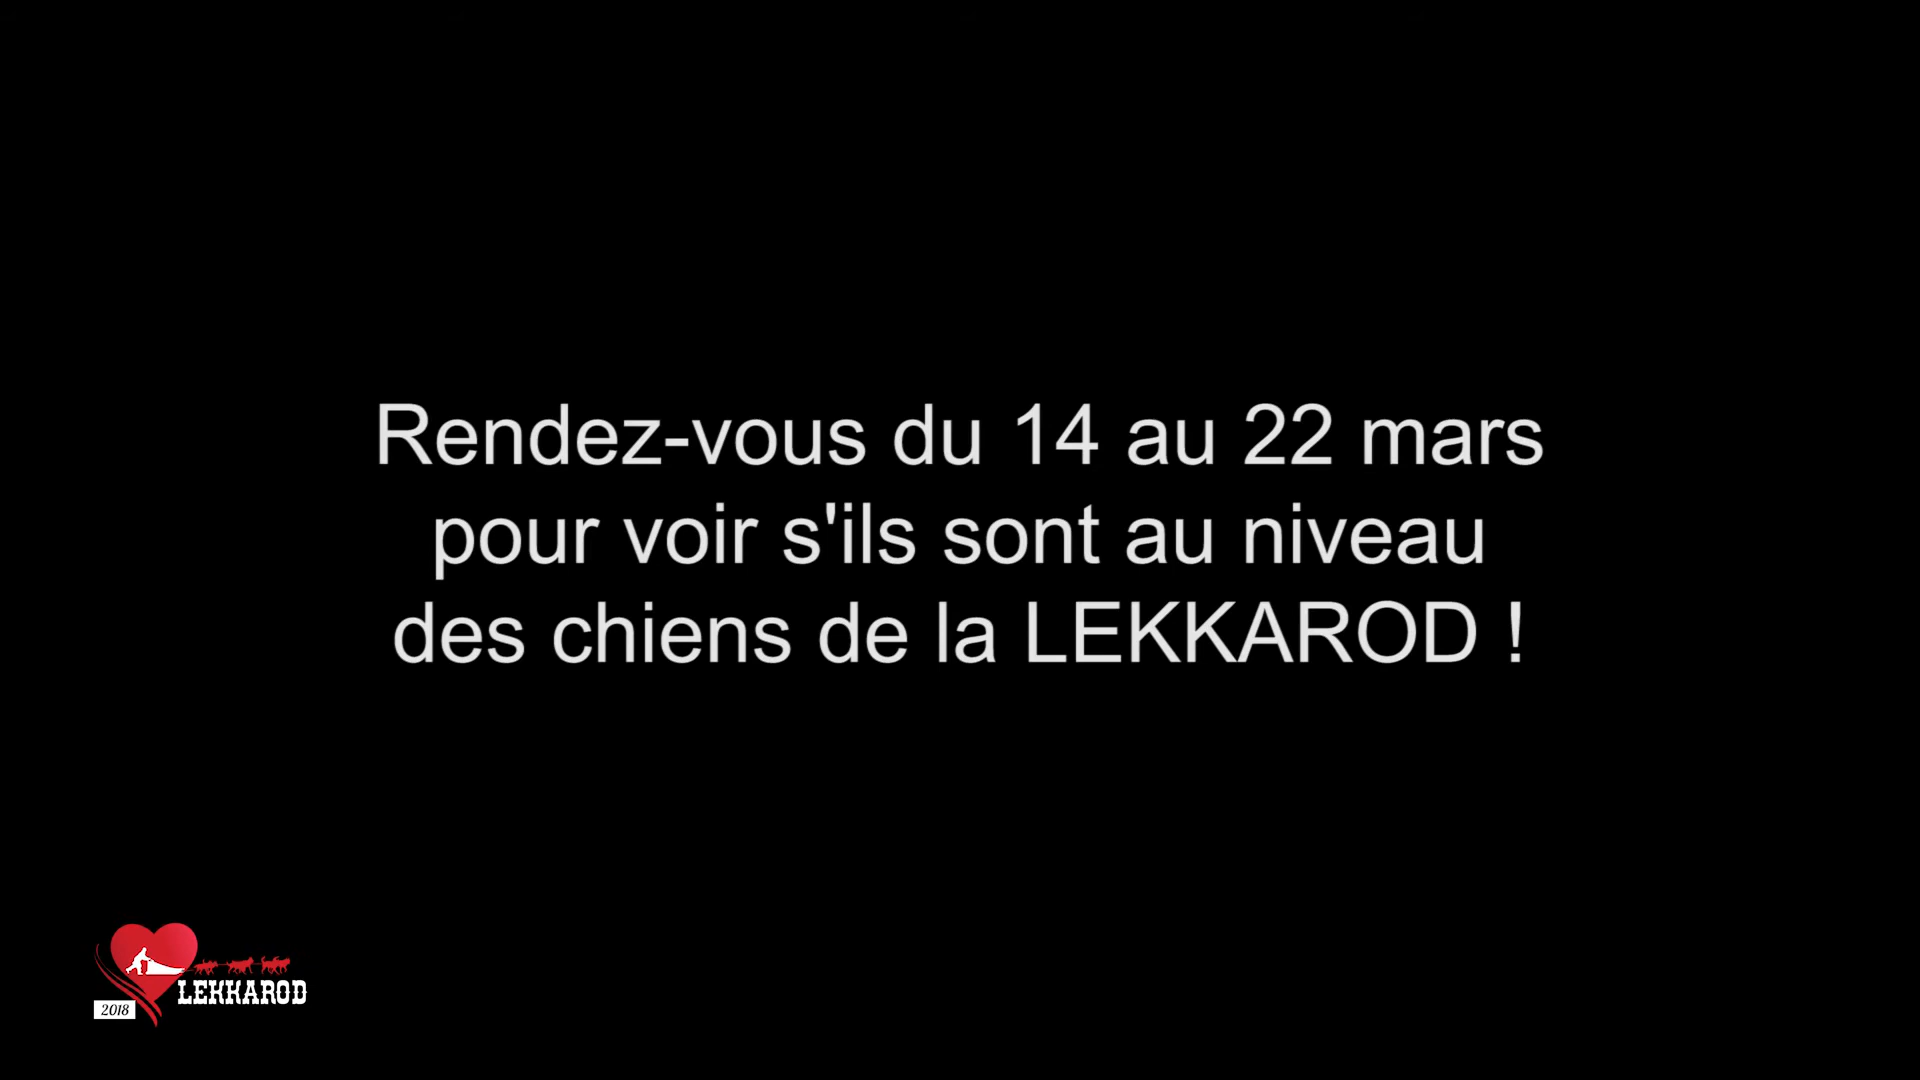 Rendez-vous du 14 au 22 mars
pour voir s'ils sont au niveau
des chiens de la LEKKAROD !
LEKKAROD
2018